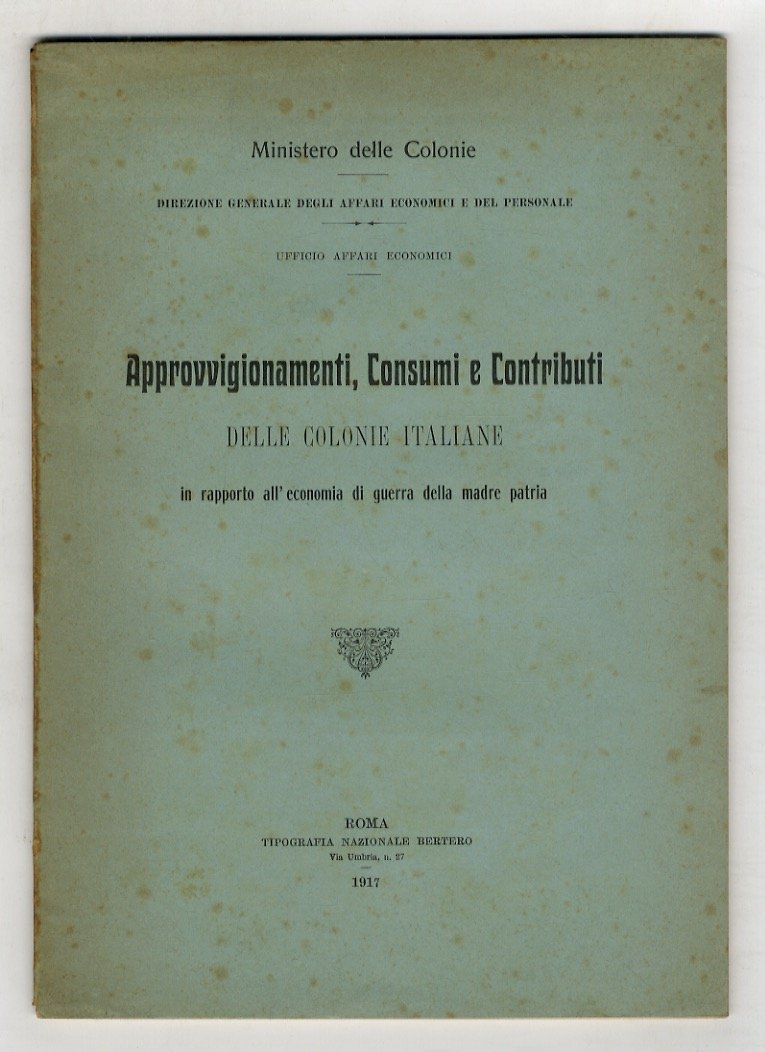 Ministero delle Colonie
DIREZIONE GENERALE DEGLI AFFARI ECONOMICI E DEL PERSONALE
UFFICIO AFFARI ECONOMICI
Approvvigionamenti, Consumi e Contributi
DELLE COLONIE ITALIANE
in rapporto all'economia di guerra della madre patria
ROMA
TIPOGRAFIA NAZIONALE BERTERO
Via Umbria, n. 27
1917